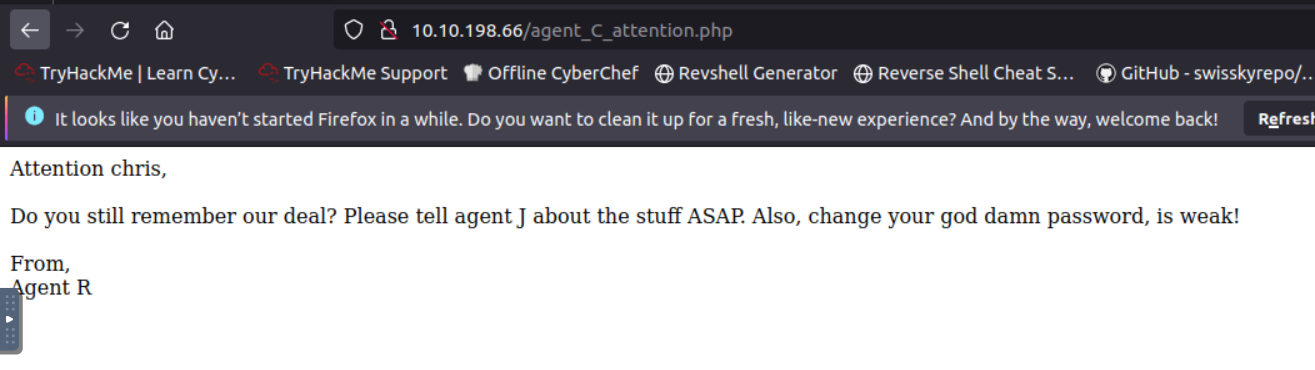 10.10.198.66/agent_C_attention.php
TryHackMe | Learn Cy... TryHackMe Support Offline CyberChef Revshell Generator Reverse Shell Cheat S... GitHub - swisskyrepo/...
It looks like you haven't started Firefox in a while. Do you want to clean it up for a fresh, like-new experience? And by the way, welcome back! Refresh
Attention chris,
Do you still remember our deal? Please tell agent J about the stuff ASAP. Also, change your god damn password, is weak!
From,
Agent R